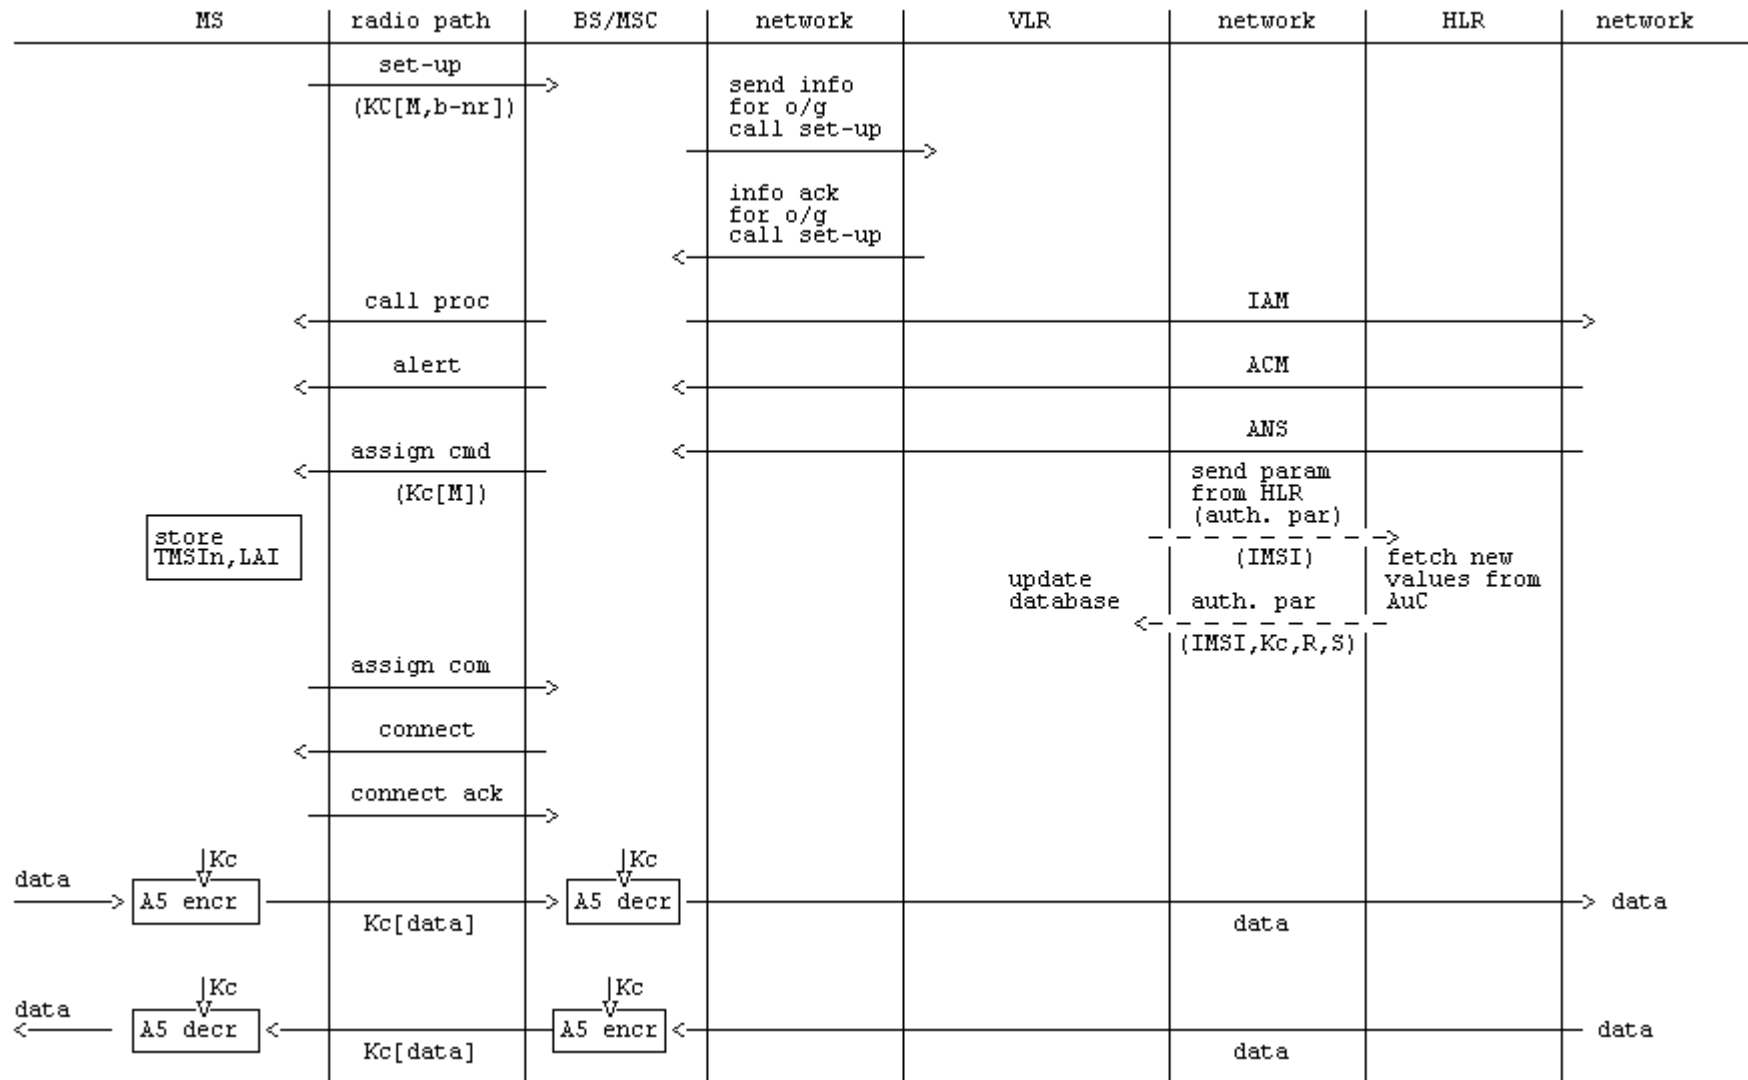 MS radio path BS/MSC network VLR network HLR network
set-up
(KC[M,b-nr])
send info
for o/g
call set-up
info ack
for o/g
call set-up
call proc IAM
alert ACM
ANS
assign cmd
(Kc[M])
send param
from HLR
(auth. par)
(IMSI)
store
TMSIn,LAI
fetch new
values from
AuC
update
database
auth. par
(IMSI,Kc,R,S)
assign com
connect
connect ack
Kc Kc
data A5 encr A5 decr data
Kc[data] data
Kc Kc
data A5 decr A5 encr data
Kc[data] data